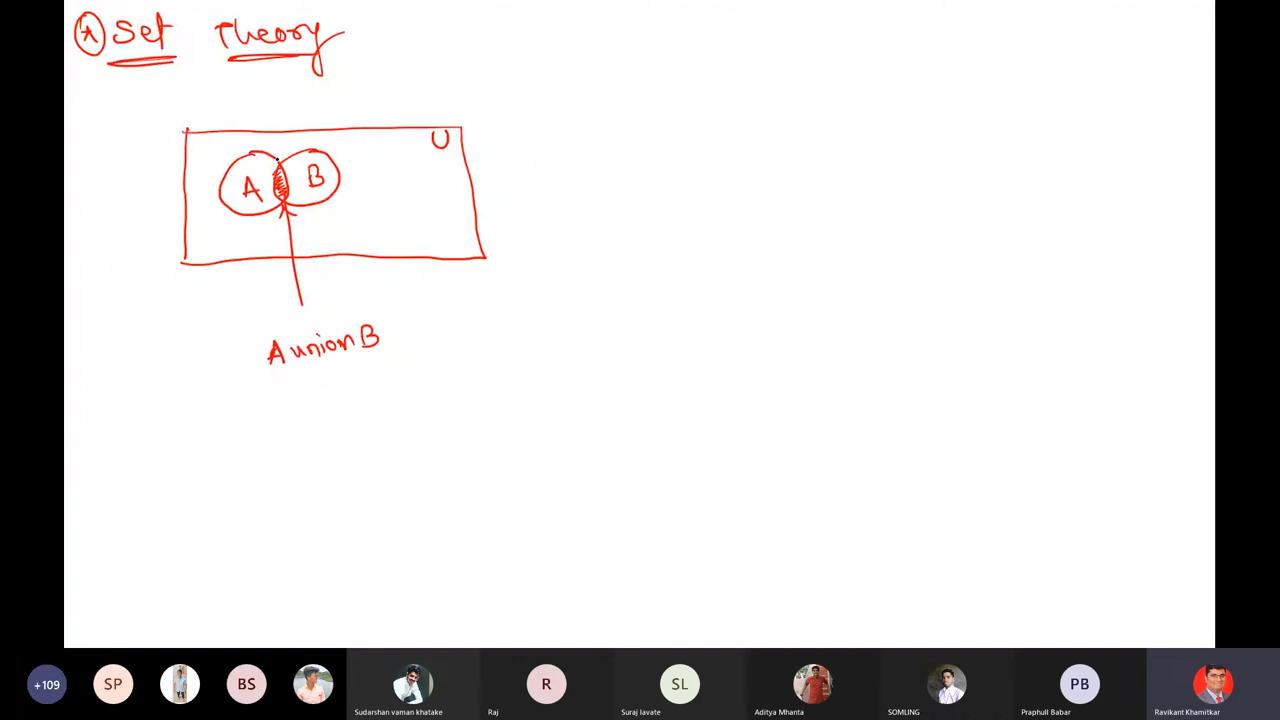 * Set Theory
U
A B
A union B
+109 SP BS R SL PB
Sudarshan vaman khatake Raj Suraj Javate Aditya Mhanta SOMLING Praphull Babar Ravikant Khamitkar